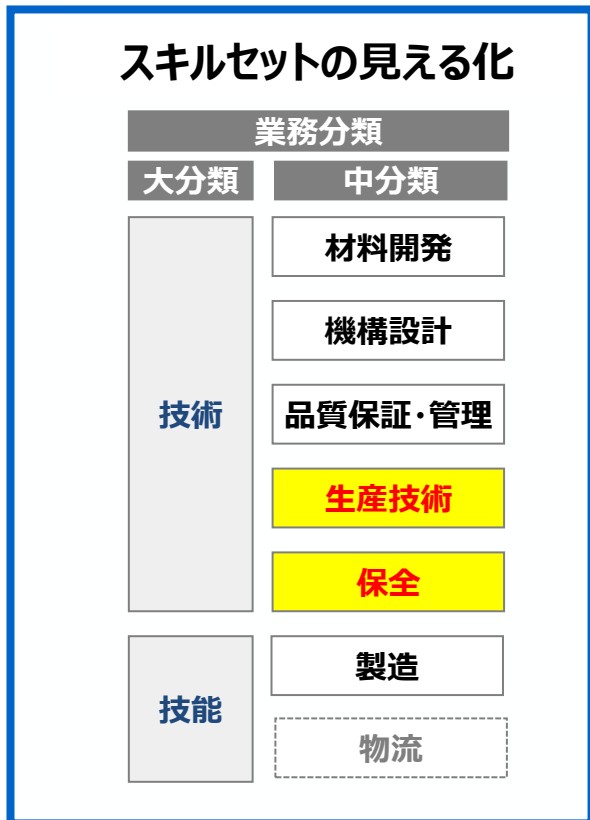 スキルセットの見える化
業務分類
大分類 中分類
材料開発
機構設計
技術 品質保証・管理
生産技術
保全
製造
技能
物流